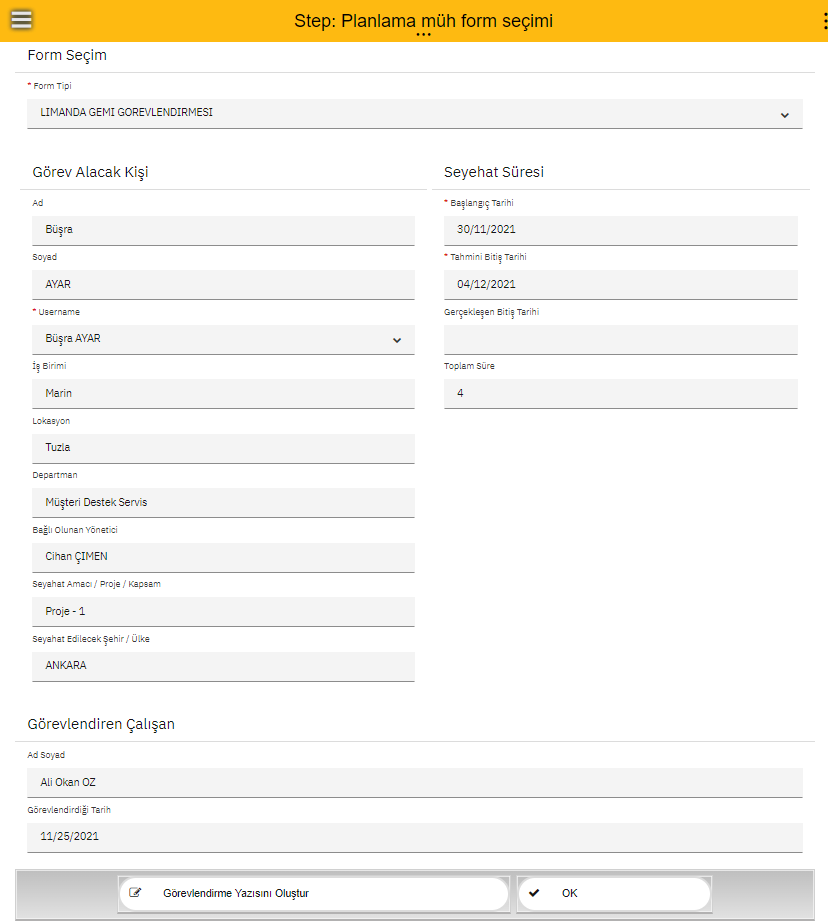 Step: Planlama müh form seçimi
...
Form Seçim
* Form Tipi
LIMANDA GEMI GOREVLENDIRMESI
Görev Alacak Kişi
Ad
Büşra
Soyad
AYAR
* Username
Büşra AYAR
İş Birimi
Marin
Lokasyon
Tuzla
Departman
Müşteri Destek Servis
Bağlı Olunan Yönetici
Cihan ÇIMEN
Seyahat Amacı / Proje / Kapsam
Proje - 1
Seyahat Edilecek Şehir / Ülke
ANKARA
Seyehat Süresi
* Başlangıç Tarihi
30/11/2021
* Tahmini Bitiş Tarihi
04/12/2021
Gerçekleşen Bitiş Tarihi
Toplam Süre
4
Görevlendiren Çalışan
Ad Soyad
Ali Okan OZ
Görevlendirdiği Tarih
11/25/2021
Görevlendirme Yazısını Oluştur
OK